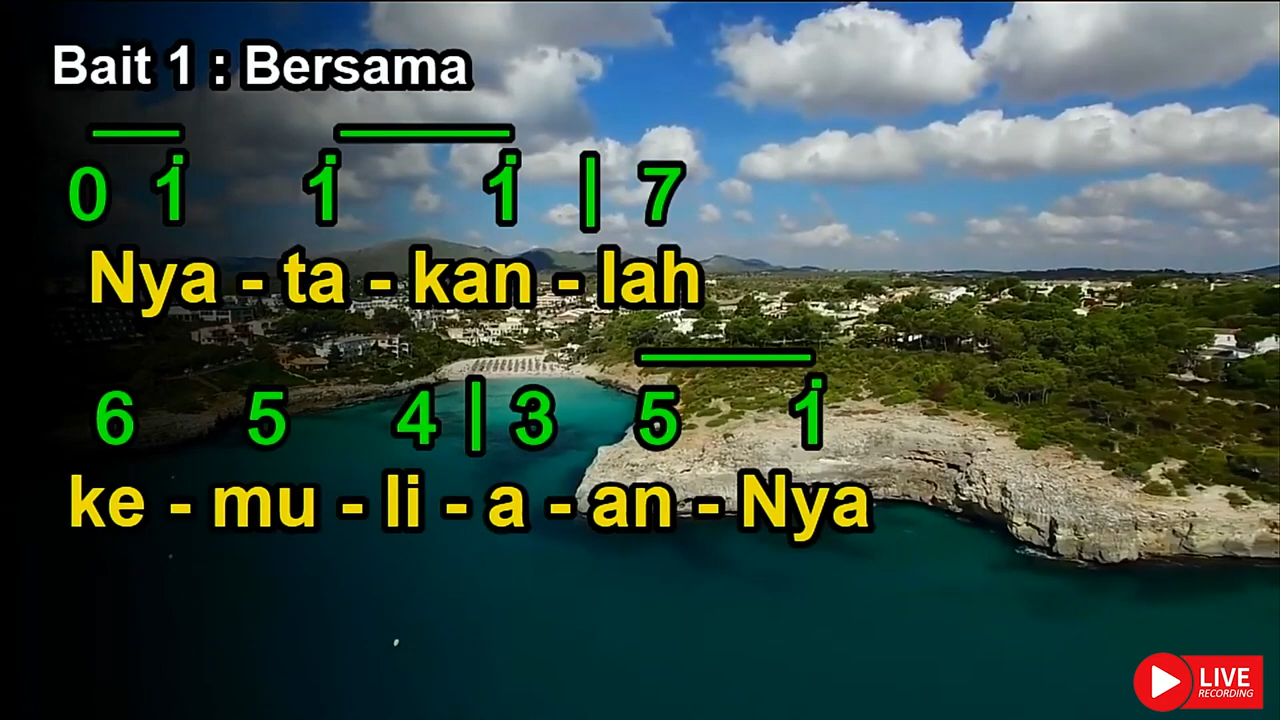 Bait 1 : Bersama
0 1̇ 1̇ 1̇ | 7
Nya - ta - kan - lah
6 5 4 | 3 5 1̇
ke - mu - li - a - an - Nya
LIVE
RECORDING